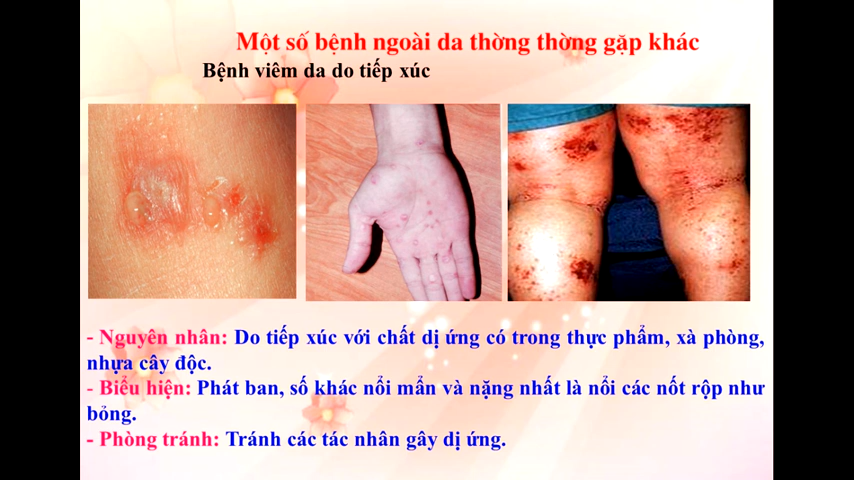 Một số bệnh ngoài da thờng thờng gặp khác
Bệnh viêm da do tiếp xúc
- Nguyên nhân: Do tiếp xúc với chất dị ứng có trong thực phẩm, xà phòng,
nhựa cây độc.
- Biểu hiện: Phát ban, số khác nổi mẩn và nặng nhất là nổi các nốt rộp như
bỏng.
- Phòng tránh: Tránh các tác nhân gây dị ứng.